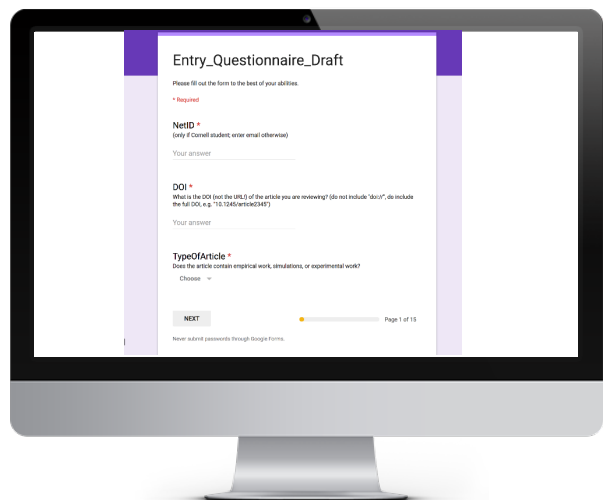 Entry_Questionnaire_Draft
Please fill out the form to the best of your abilities.
* Required
NetID *
(only if Cornell student; enter email otherwise)
Your answer
DOI *
What is the DOI (not the URL!) of the article you are reviewing? (do not include "doi://", do include
the full DOI, e.g. "10.1245/article2345")
Your answer
TypeOfArticle *
Does the article contain empirical work, simulations, or experimental work?
Choose
NEXT
Page 1 of 15
Never submit passwords through Google Forms.